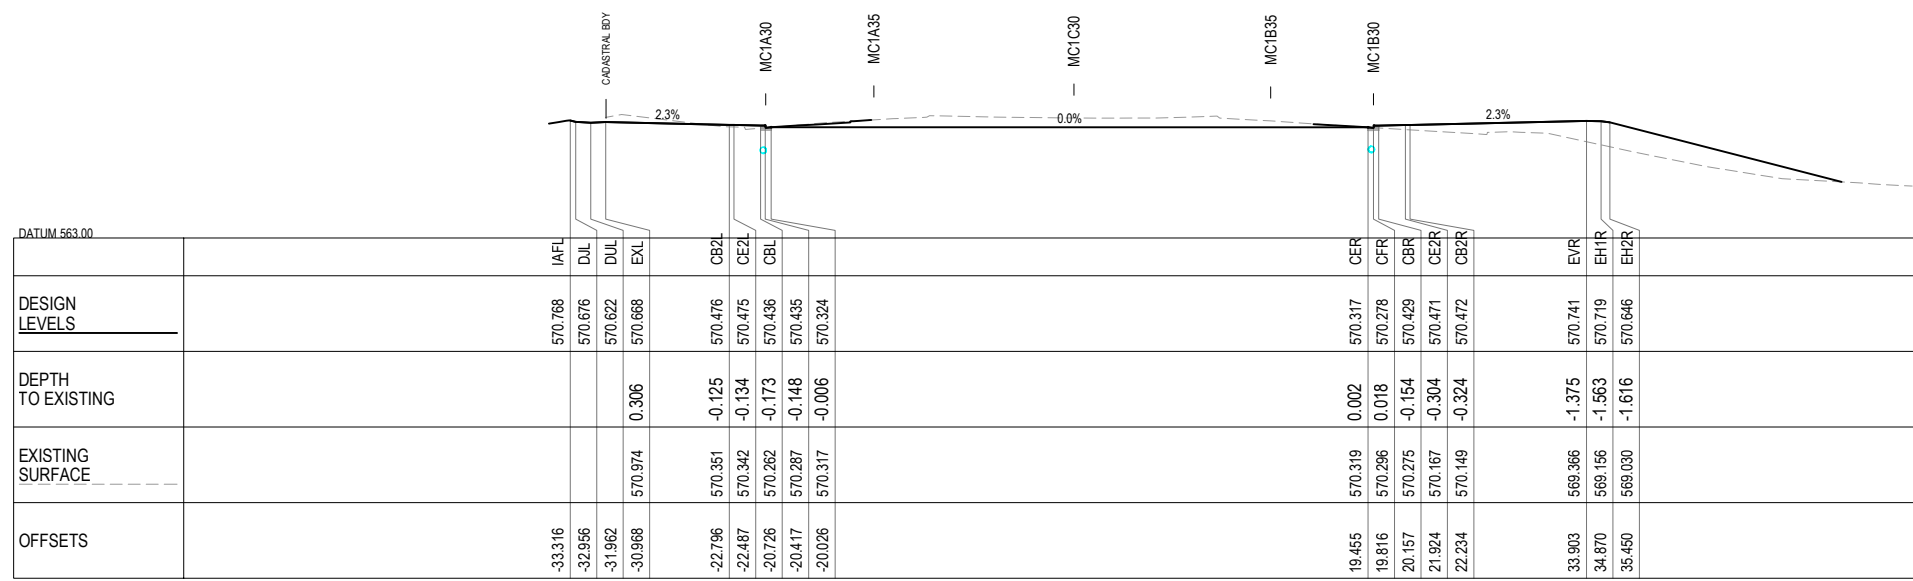 CADASTRAL BDY
MC1A30
MC1A35
MC1C30
MC1B35
MC1B30
2.3%
0.0%
2.3%
DATUM 563.00
IAFL DJL DUL EXL CB2L CE2L CBL CER CFR CBR CE2R CB2R EVR EH1R EH2R
DESIGN
LEVELS
570.768 570.676 570.622 570.668 570.476 570.475 570.436 570.435 570.324 570.317 570.278 570.429 570.471 570.472 570.741 570.719 570.646
DEPTH
TO EXISTING
0.306 -0.125 -0.134 -0.173 -0.148 -0.006 0.002 0.018 -0.154 -0.304 -0.324 -1.375 -1.563 -1.616
EXISTING
SURFACE
570.974 570.351 570.342 570.262 570.287 570.317 570.319 570.296 570.275 570.167 570.149 569.366 569.156 569.030
OFFSETS
-33.316 -32.956 -31.962 -30.968 -22.796 -22.487 -20.726 -20.417 -20.026 19.455 19.816 20.157 21.924 22.234 33.903 34.870 35.450